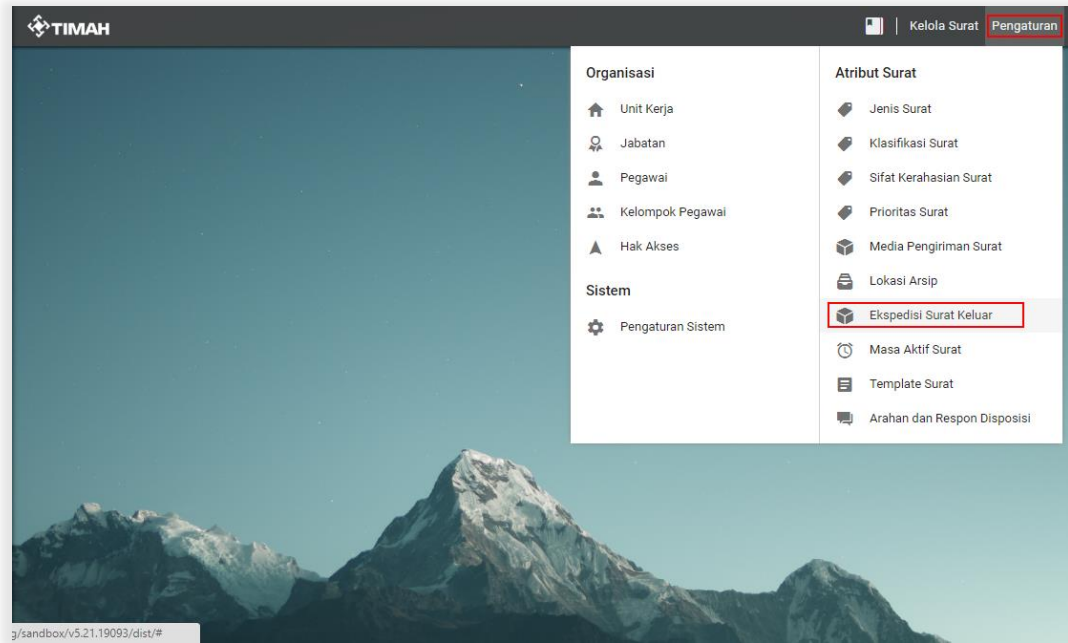 TIMAH
Kelola Surat Pengaturan
Organisasi
Unit Kerja
Jabatan
Pegawai
Kelompok Pegawai
Hak Akses
Sistem
Pengaturan Sistem
Atribut Surat
Jenis Surat
Klasifikasi Surat
Sifat Kerahasian Surat
Prioritas Surat
Media Pengiriman Surat
Lokasi Arsip
Ekspedisi Surat Keluar
Masa Aktif Surat
Template Surat
Arahan dan Respon Disposisi
g/sandbox/v5.21.19093/dist/#